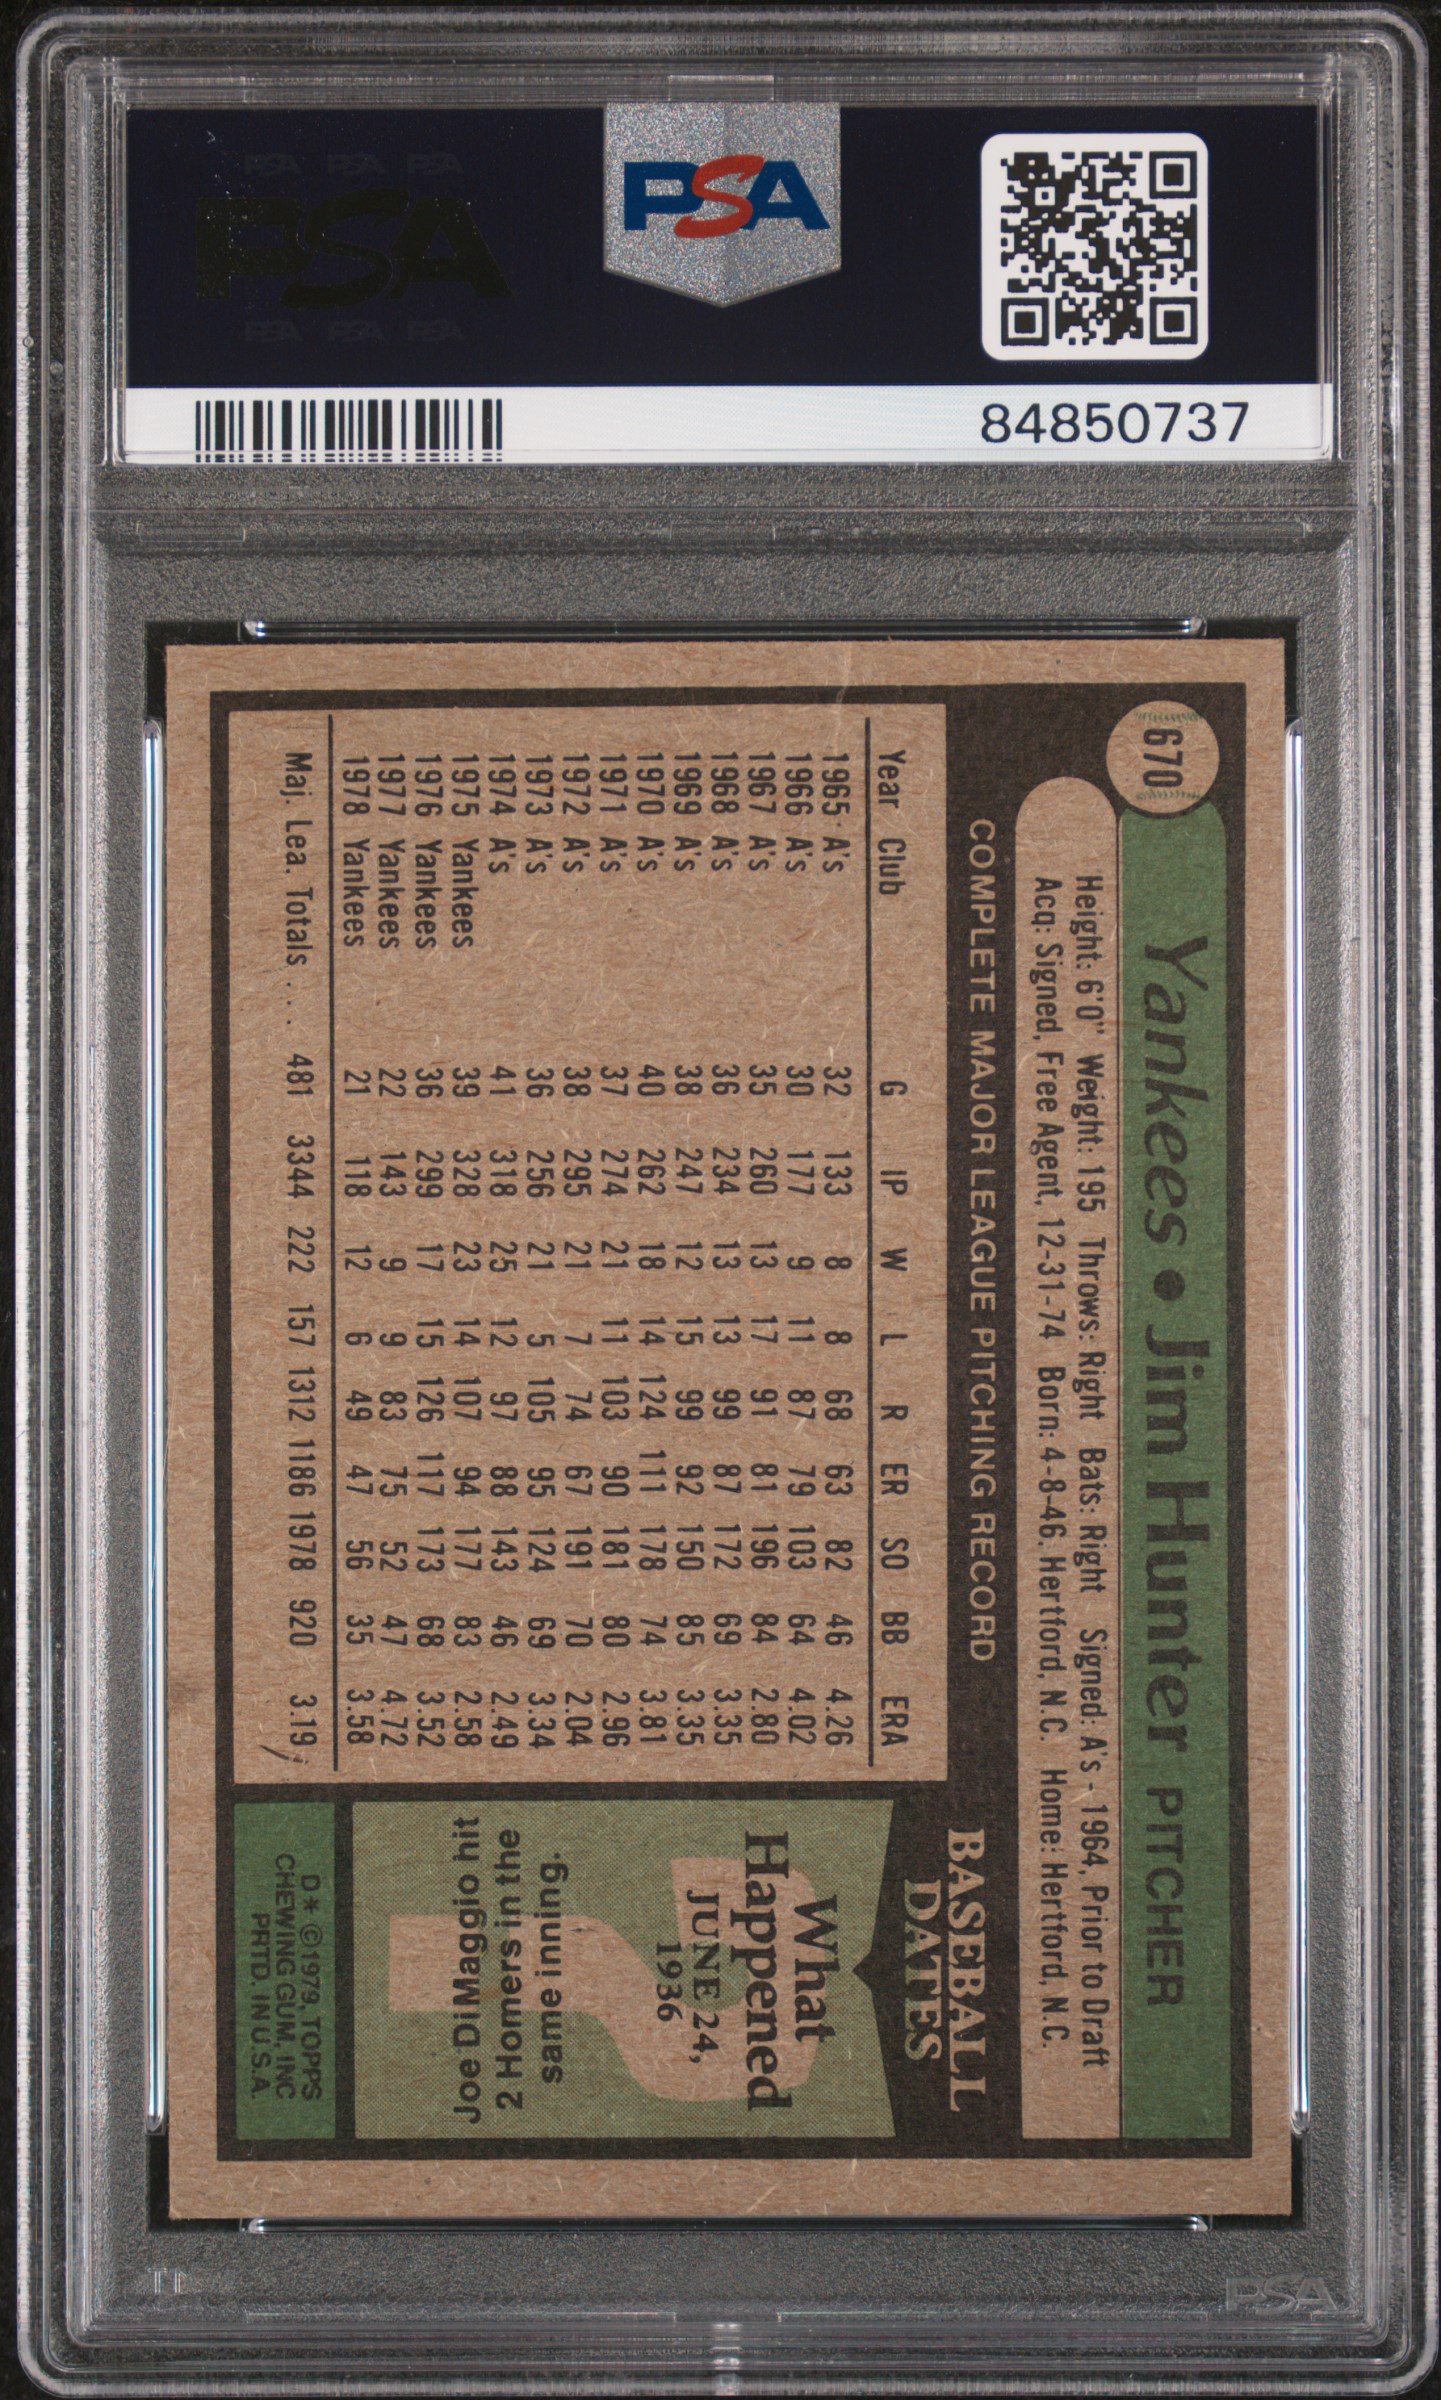 PSA PSA PSA
PSA
PSA PSA PSA
PSA
84850737
670
Yankees • Jim Hunter PITCHER
Height: 6'0" Weight: 195 Throws: Right Bats: Right Signed: A's - 1964, Prior to Draft
Acq: Signed, Free Agent, 12-31-74 Born: 4-8-46, Hertford, N.C. Home: Hertford, N.C.
COMPLETE MAJOR LEAGUE PITCHING RECORD
Year Club G IP W L R ER SO BB ERA
1965 A's 32 133 8 8 68 63 82 46 4.26
1966 A's 30 177 9 11 87 79 103 64 4.02
1967 A's 35 260 13 17 91 81 196 84 2.80
1968 A's 36 234 13 13 99 87 172 69 3.35
1969 A's 38 247 12 15 99 92 150 85 3.35
1970 A's 40 262 18 14 124 111 178 74 3.81
1971 A's 37 274 21 11 103 90 181 80 2.96
1972 A's 38 295 21 7 74 67 191 70 2.04
1973 A's 36 256 21 5 105 95 124 69 3.34
1974 A's 41 318 25 12 97 88 143 46 2.49
1975 Yankees 39 328 23 14 107 94 177 83 2.58
1976 Yankees 36 299 17 15 126 117 173 68 3.52
1977 Yankees 22 143 9 9 83 75 52 47 4.72
1978 Yankees 21 118 12 6 49 47 56 35 3.58
Maj. Lea. Totals . . . 481 3344 222 157 1312 1186 1978 920 3.19
BASEBALL
DATES
What
Happened
JUNE 24,
1936
Joe DiMaggio hit
2 Homers in the
same inning.
D* ©1979, TOPPS
CHEWING GUM, INC
PRTD. IN U.S.A.
PSA